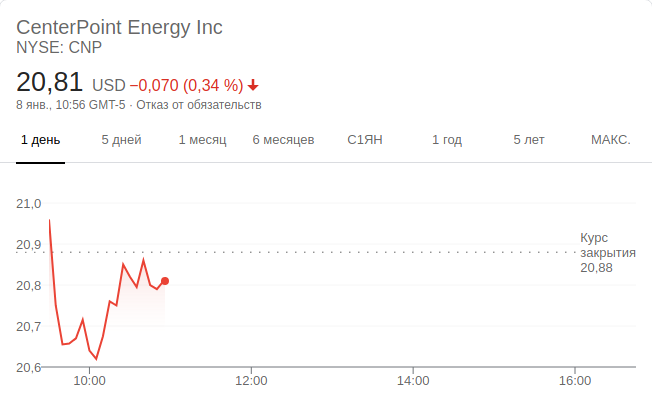 CenterPoint Energy Inc
NYSE: CNP
20,81 USD −0,070 (0,34 %)
8 янв., 10:56 GMT-5 · Отказ от обязательств
1 день 5 дней 1 месяц 6 месяцев С1ЯН 1 год 5 лет МАКС.
21,0
20,9
20,8
20,7
20,6
Курс
закрытия
20,88
10:00 12:00 14:00 16:00